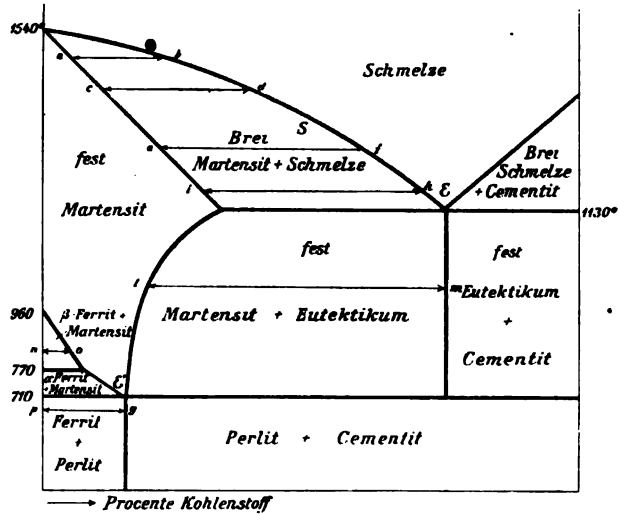 1540°
a b
c d
Schmelze
S
Brei
Martensit + Schmelze
e f
Brei
Schmelze
+ Cementit
fest
Martensit
i k
E
1130°
fest
fest
l m
Martensit + Eutektikum
Eutektikum
+
Cementit
960
β-Ferrit +
Martensit
n o
770
α Ferrit
+ Martensit
E'
710
p g
Ferrit
+
Perlit
Perlit + Cementit
Procente Kohlenstoff